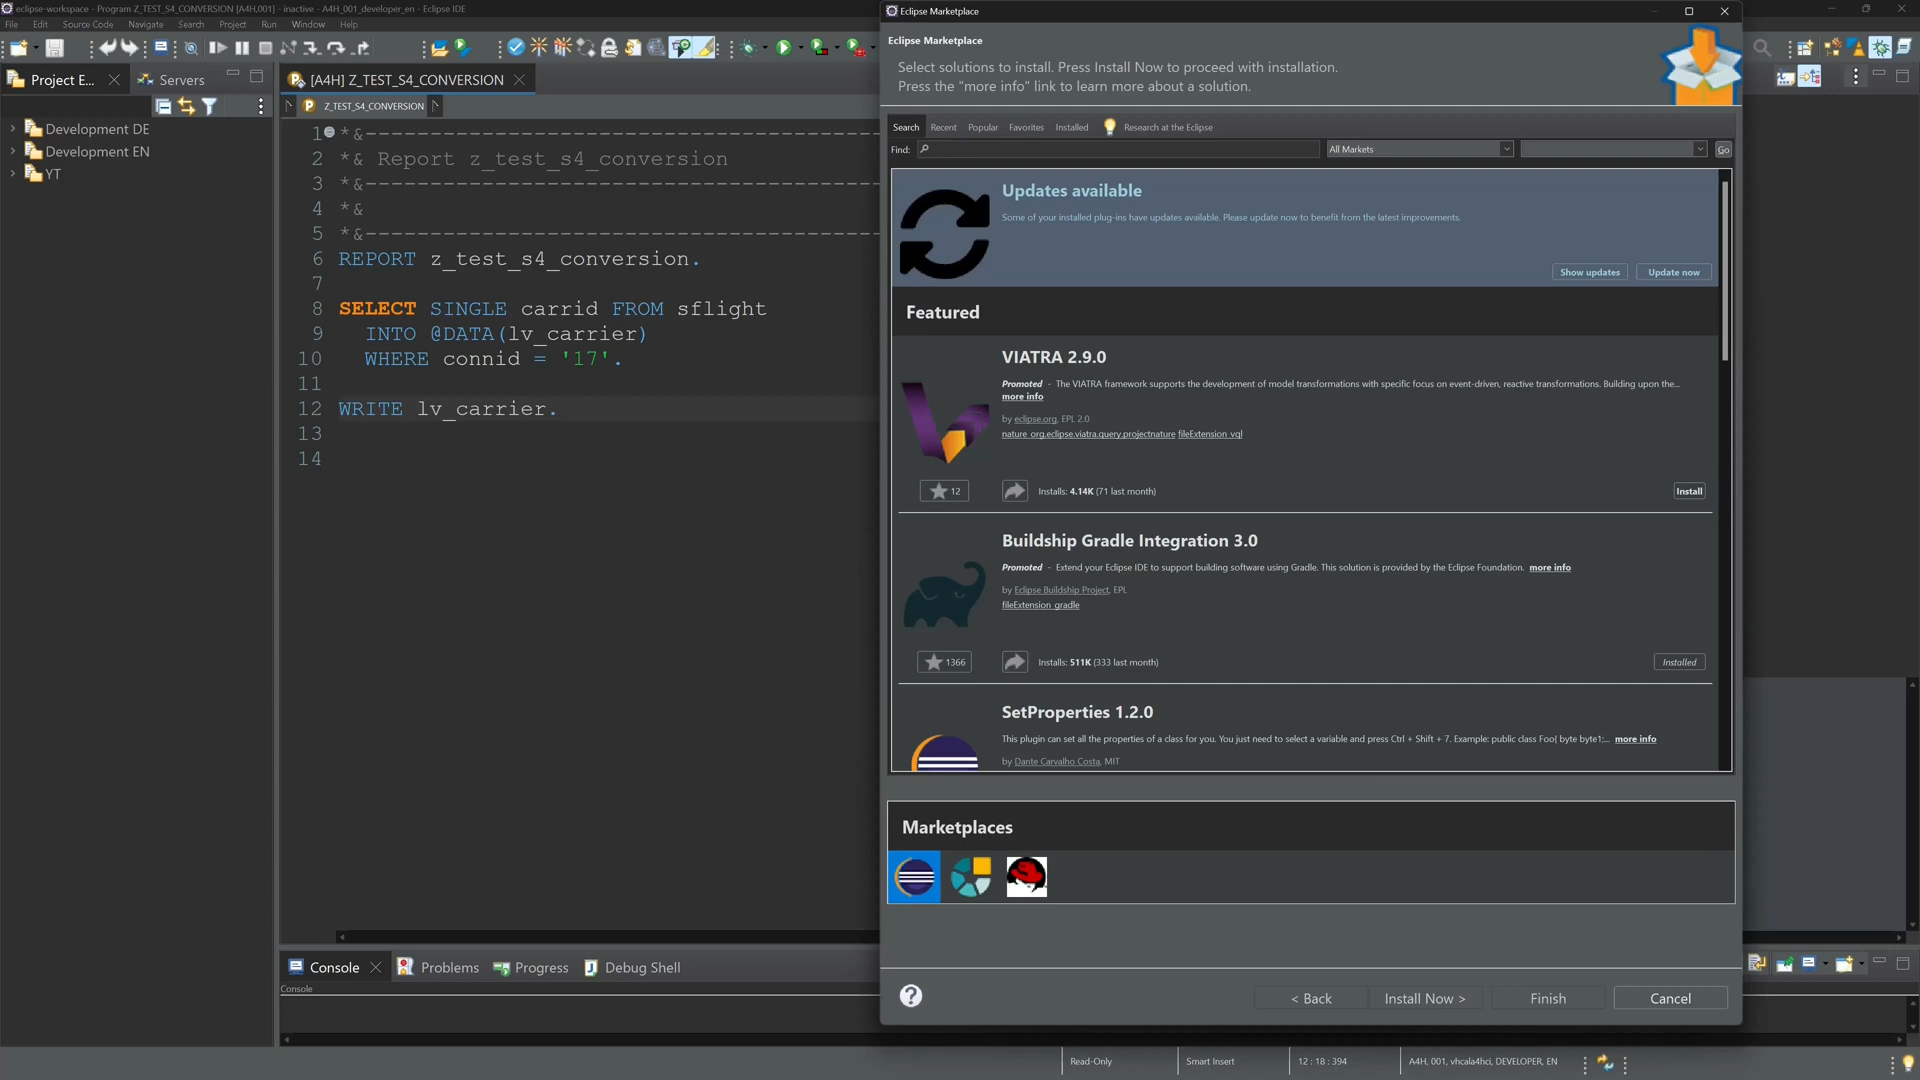 eclipse-workspace - Program Z_TEST_S4_CONVERSION [A4H,001] - inactive - A4H_001_developer_en - Eclipse IDE
File Edit Source Code Navigate Search Project Run Window Help
Project E... Servers
[A4H] Z_TEST_S4_CONVERSION
Z_TEST_S4_CONVERSION
Development DE
Development EN
YT
1 *&---------------------------------------
2 *& Report z_test_s4_conversion
3 *&---------------------------------------
4 *&
5 *&---------------------------------------
6 REPORT z_test_s4_conversion.
7
8 SELECT SINGLE carrid FROM sflight
9 INTO @DATA(lv_carrier)
10 WHERE connid = '17'.
11
12 WRITE lv_carrier.
13
14
Console Problems Progress Debug Shell
Console
Eclipse Marketplace
Eclipse Marketplace
Select solutions to install. Press Install Now to proceed with installation.
Press the "more info" link to learn more about a solution.
Search Recent Popular Favorites Installed Research at the Eclipse
Find: All Markets Go
Updates available
Some of your installed plug-ins have updates available. Please update now to benefit from the latest improvements.
Show updates Update now
Featured
VIATRA 2.9.0
Promoted - The VIATRA framework supports the development of model transformations with specific focus on event-driven, reactive transformations. Building upon the...
more info
by eclipse.org, EPL 2.0
nature_org.eclipse.viatra.query.projectnature fileExtension_vql
12 Installs: 4.14K (71 last month) Install
Buildship Gradle Integration 3.0
Promoted - Extend your Eclipse IDE to support building software using Gradle. This solution is provided by the Eclipse Foundation. more info
by Eclipse Buildship Project, EPL
fileExtension_gradle
1366 Installs: 511K (333 last month) Installed
SetProperties 1.2.0
This plugin can set all the properties of a class for you. You just need to select a variable and press Ctrl + Shift + 7. Example: public class Foo{ byte byte1;... more info
by Dante Carvalho Costa, MIT
Marketplaces
? < Back Install Now > Finish Cancel
Read-Only Smart Insert 12 : 18 : 394 A4H, 001, vhcala4hci, DEVELOPER, EN